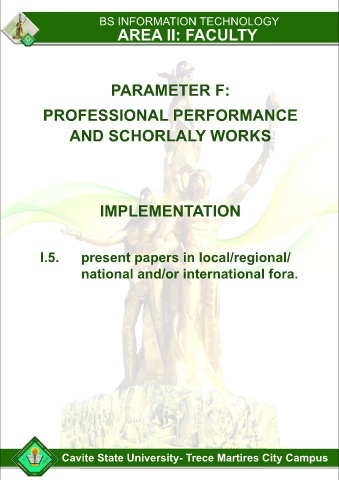 BS INFORMATION TECHNOLOGY
AREA II: FACULTY
PARAMETER F:
PROFESSIONAL PERFORMANCE
AND SCHORLALY WORKS
IMPLEMENTATION
I.5. present papers in local/regional/
national and/or international fora.
Cavite State University- Trece Martires City Campus